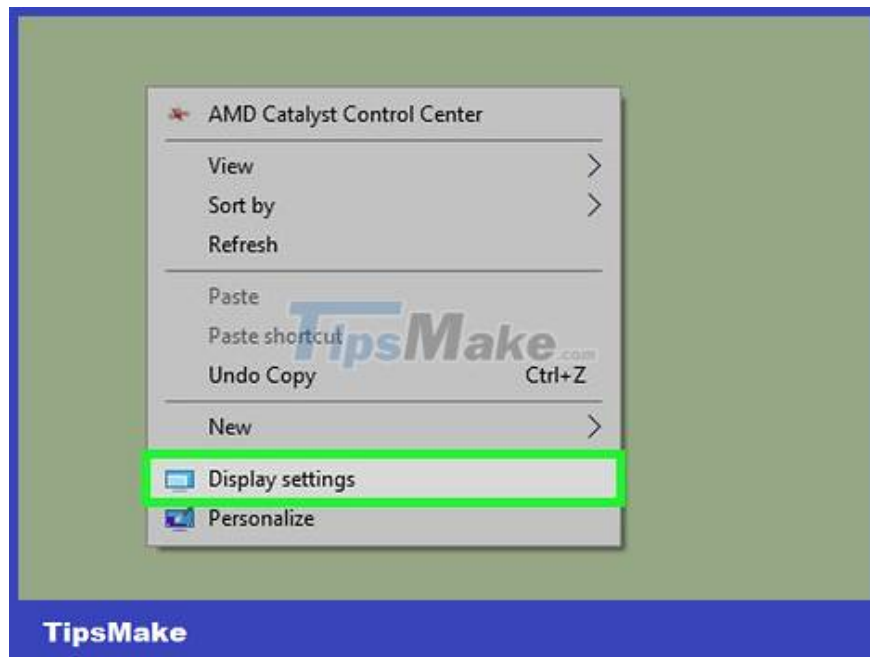 AMD Catalyst Control Center
View
Sort by
Refresh
Paste
Paste shortcut
TipsMake.com
Undo Copy Ctrl+Z
New
Display settings
Personalize
TipsMake